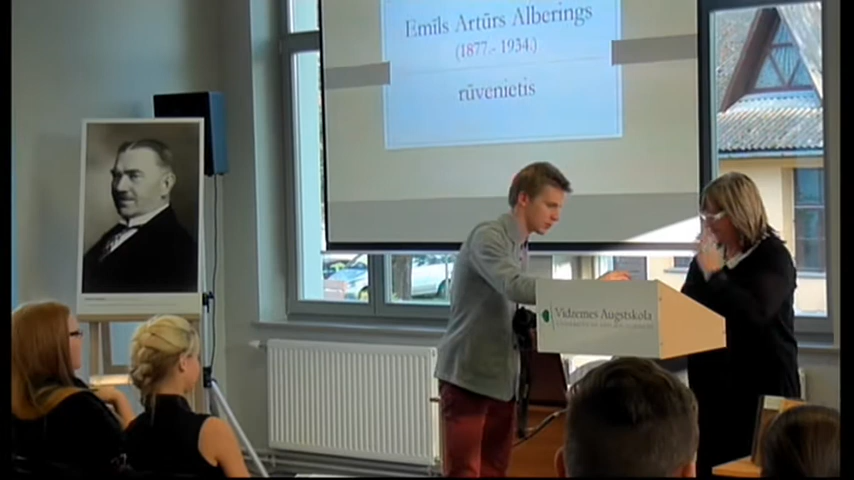 Emīls Artūrs Alberings
(1877.- 1934.)
rūvenietis
Vidzemes Augstskola